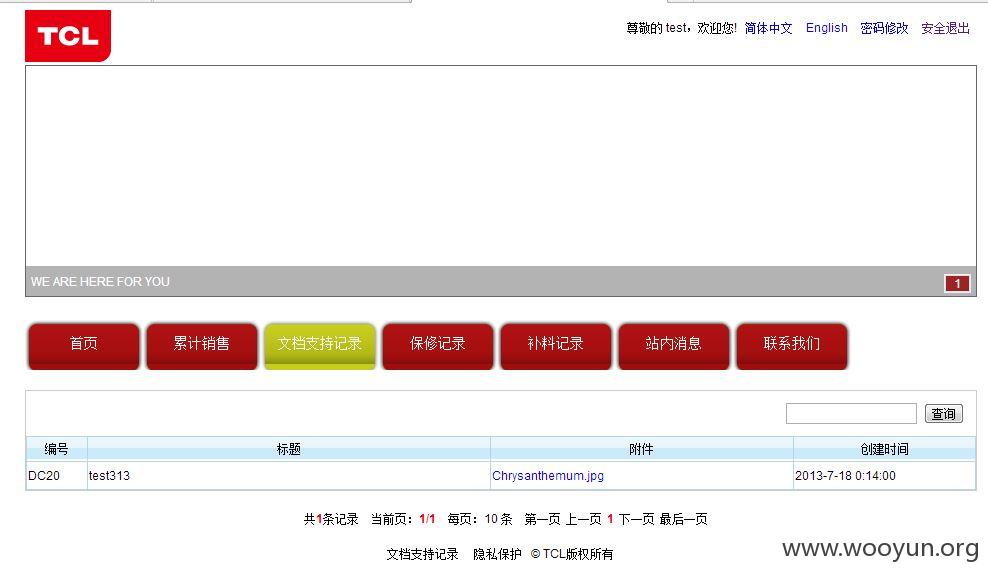 TCL
尊敬的 test，欢迎您! 简体中文 English 密码修改 安全退出
WE ARE HERE FOR YOU
1
首页 累计销售 文档支持记录 保修记录 补料记录 站内消息 联系我们
查询
编号 标题 附件 创建时间
DC20 test313 Chrysanthemum.jpg 2013-7-18 0:14:00
共1条记录 当前页：1/1 每页：10 条 第一页 上一页 1 下一页 最后一页
文档支持记录 隐私保护 © TCL版权所有
www.wooyun.org